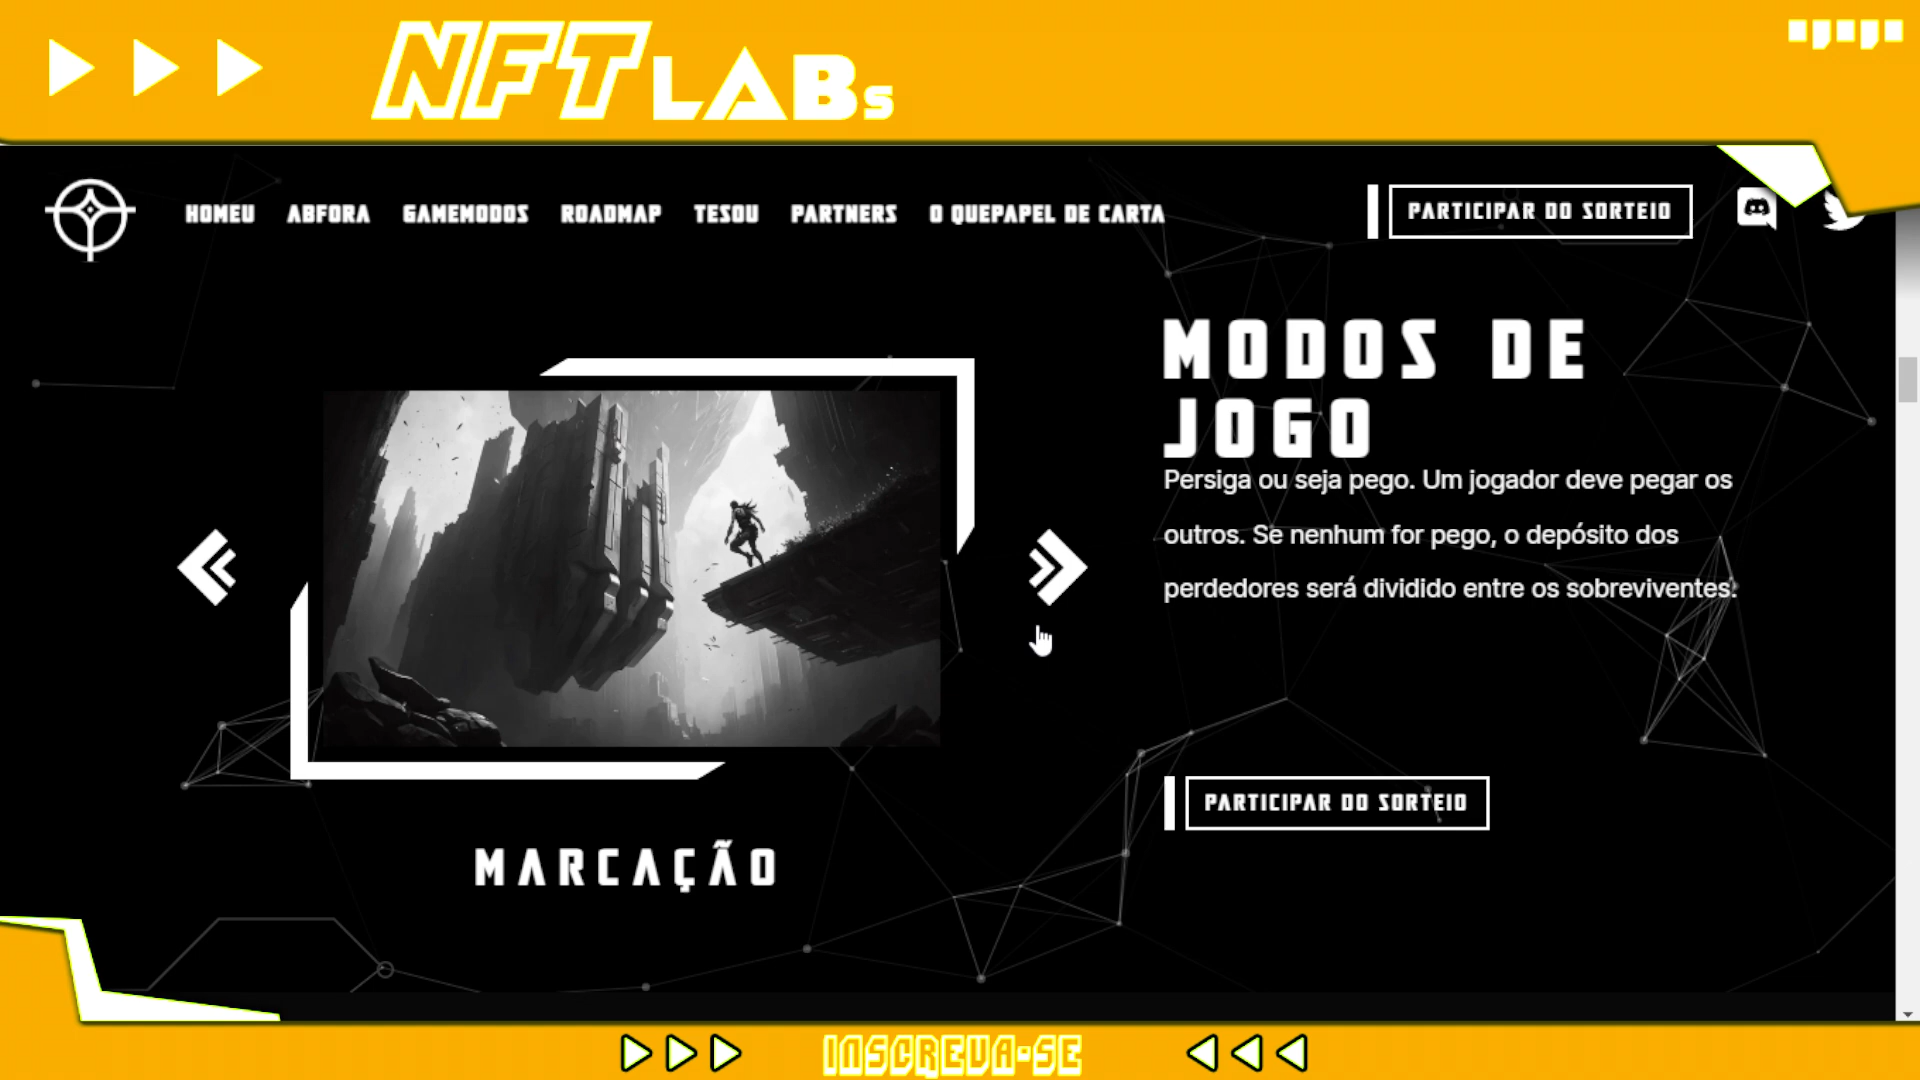 NFT LABs
HOMEU ABFORA GAMEMODOS ROADMAP TESOU PARTNERS O QUEPAPEL DE CARTA PARTICIPAR DO SORTEIO
MODOS DE
JOGO
Persiga ou seja pego. Um jogador deve pegar os
outros. Se nenhum for pego, o depósito dos
perdedores será dividido entre os sobreviventes.
PARTICIPAR DO SORTEIO
MARCAÇÃO
INSCREVA-SE